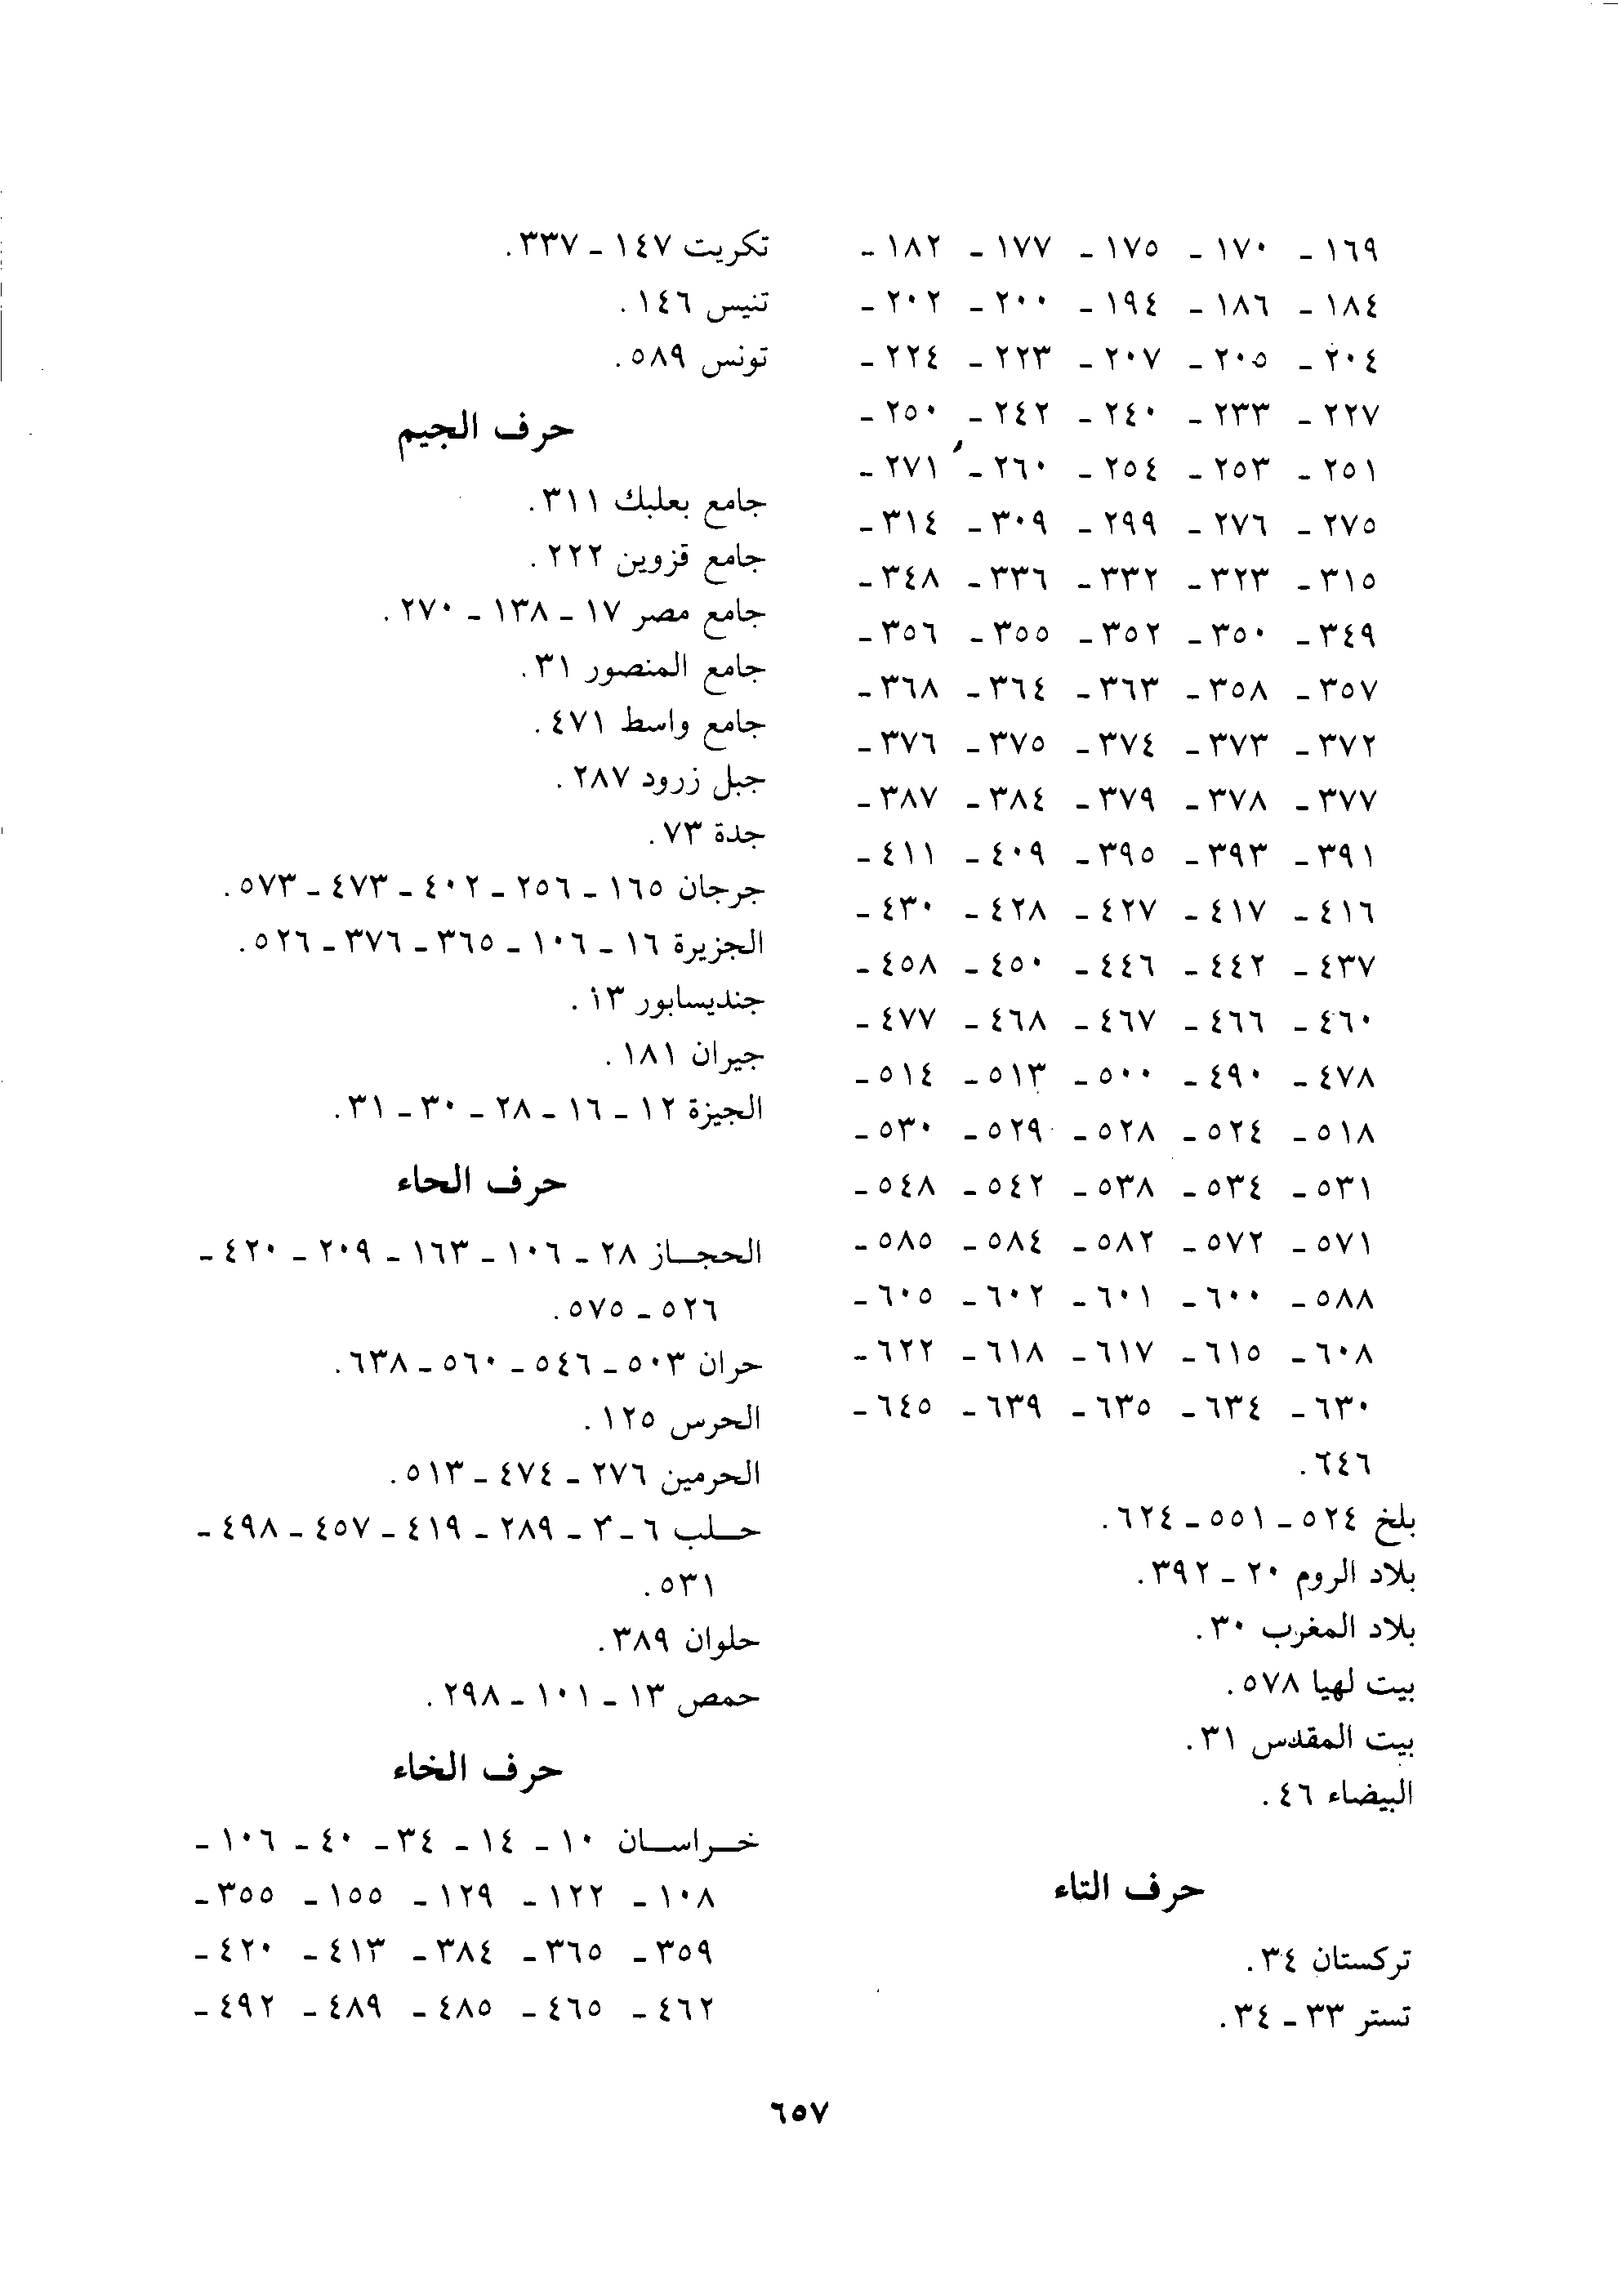 ١٦٩ ـ ١٧٠ ـ ١٧٥ ـ ١٧٧ ـ ١٨٢ ـ
١٨٤ ـ ١٨٦ ـ ١٩٤ ـ ٢٠٠ ـ ٢٠٢ ـ
٢٠٤ ـ ٢٠٥ ـ ٢٠٧ ـ ٢٢٣ ـ ٢٢٤ ـ
٢٢٧ ـ ٢٣٣ ـ ٢٤٠ ـ ٢٤٢ ـ ٢٥٠ ـ
٢٥١ ـ ٢٥٣ ـ ٢٥٤ ـ ٢٦٠ ـ ٢٧١ ـ
٢٧٥ ـ ٢٧٦ ـ ٢٩٩ ـ ٣٠٩ ـ ٣١٤ ـ
٣١٥ ـ ٣٢٣ ـ ٣٣٢ ـ ٣٣٦ ـ ٣٤٨ ـ
٣٤٩ ـ ٣٥٠ ـ ٣٥٢ ـ ٣٥٥ ـ ٣٥٦ ـ
٣٥٧ ـ ٣٥٨ ـ ٣٦٣ ـ ٣٦٤ ـ ٣٦٨ ـ
٣٧٢ ـ ٣٧٣ ـ ٣٧٤ ـ ٣٧٥ ـ ٣٧٦ ـ
٣٧٧ ـ ٣٧٨ ـ ٣٧٩ ـ ٣٨٤ ـ ٣٨٧ ـ
٣٩١ ـ ٣٩٣ ـ ٣٩٥ ـ ٤٠٩ ـ ٤١١ ـ
٤١٦ ـ ٤١٧ ـ ٤٢٧ ـ ٤٢٨ ـ ٤٣٠ ـ
٤٣٧ ـ ٤٤٢ ـ ٤٤٦ ـ ٤٥٠ ـ ٤٥٨ ـ
٤٦٠ ـ ٤٦٦ ـ ٤٦٧ ـ ٤٦٨ ـ ٤٧٧ ـ
٤٧٨ ـ ٤٩٠ ـ ٥٠٠ ـ ٥١٣ ـ ٥١٤ ـ
٥١٨ ـ ٥٢٤ ـ ٥٢٨ ـ ٥٢٩ ـ ٥٣٠ ـ
٥٣١ ـ ٥٣٤ ـ ٥٣٨ ـ ٥٤٢ ـ ٥٤٨ ـ
٥٧١ ـ ٥٧٢ ـ ٥٨٢ ـ ٥٨٤ ـ ٥٨٥ ـ
٥٨٨ ـ ٦٠٠ ـ ٦٠١ ـ ٦٠٢ ـ ٦٠٥ ـ
٦٠٨ ـ ٦١٥ ـ ٦١٧ ـ ٦١٨ ـ ٦٢٢ ـ
٦٣٠ ـ ٦٣٤ ـ ٦٣٥ ـ ٦٣٩ ـ ٦٤٥ ـ
٦٤٦.
بلخ ٥٢٤ ـ ٥٥١ ـ ٦٢٤.
بلاد الروم ٢٠ ـ ٣٩٢.
بلاد المغرب ٣٠.
بيت لهيا ٥٧٨.
بيت المقدس ٣١.
البيضاء ٤٦.
حرف التاء
تركستان ٣٤.
تستر ٣٣ ـ ٣٤.
تكريت ١٤٧ ـ ٣٣٧.
تنيس ١٤٦.
تونس ٥٨٩.
حرف الجيم
جامع بعلبك ٣١١.
جامع قزوين ٢٢٢.
جامع مصر ١٧ ـ ١٣٨ ـ ٢٧٠.
جامع المنصور ٣١.
جامع واسط ٤٧١.
جبل زرود ٢٨٧.
جدة ٧٣.
جرجان ١٦٥ ـ ٢٥٦ ـ ٤٠٢ ـ ٤٧٣ ـ ٥٧٣.
الجزيرة ١٦ ـ ١٠٦ ـ ٣٦٥ ـ ٣٧٦ ـ ٥٢٦.
جنديسابور ١٣.
جيران ١٨١.
الجيزة ١٢ ـ ١٦ ـ ٢٨ ـ ٣٠ ـ ٣١.
حرف الحاء
الحجاز ٢٨ ـ ١٠٦ ـ ١٦٣ ـ ٢٠٩ ـ ٤٢٠ ـ
٥٢٦ ـ ٥٧٥.
حران ٥٠٣ ـ ٥٤٦ ـ ٥٦٠ ـ ٦٣٨.
الحرس ١٢٥.
الحرمين ٢٧٦ ـ ٤٧٤ ـ ٥١٣.
حلب ٦ ـ ٣ ـ ٢٨٩ ـ ٤١٩ ـ ٤٥٧ ـ ٤٩٨ ـ
٥٣١.
حلوان ٣٨٩.
حمص ١٣ ـ ١٠١ ـ ٢٩٨.
حرف الخاء
خراسان ١٠ ـ ١٤ ـ ٣٤ ـ ٤٠ ـ ١٠٦ ـ
١٠٨ ـ ١٢٢ ـ ١٢٩ ـ ١٥٥ ـ ٣٥٥ ـ
٣٥٩ ـ ٣٦٥ ـ ٣٨٤ ـ ٤١٣ ـ ٤٢٠ ـ
٤٦٢ ـ ٤٦٥ ـ ٤٨٥ ـ ٤٨٩ ـ ٤٩٢ ـ
٦٥٧